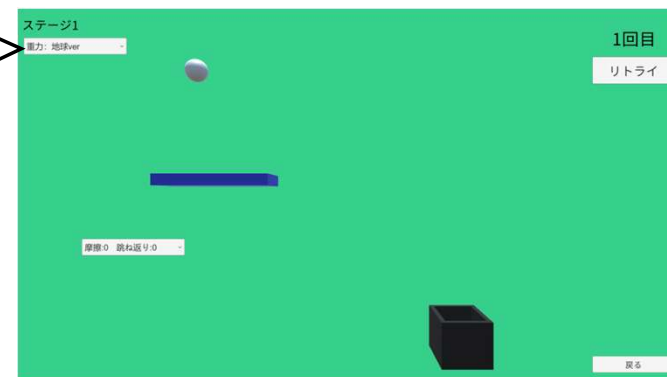 ステージ1
重力: 地球ver
1回目
リトライ
摩擦:0 跳ね返り:0
戻る